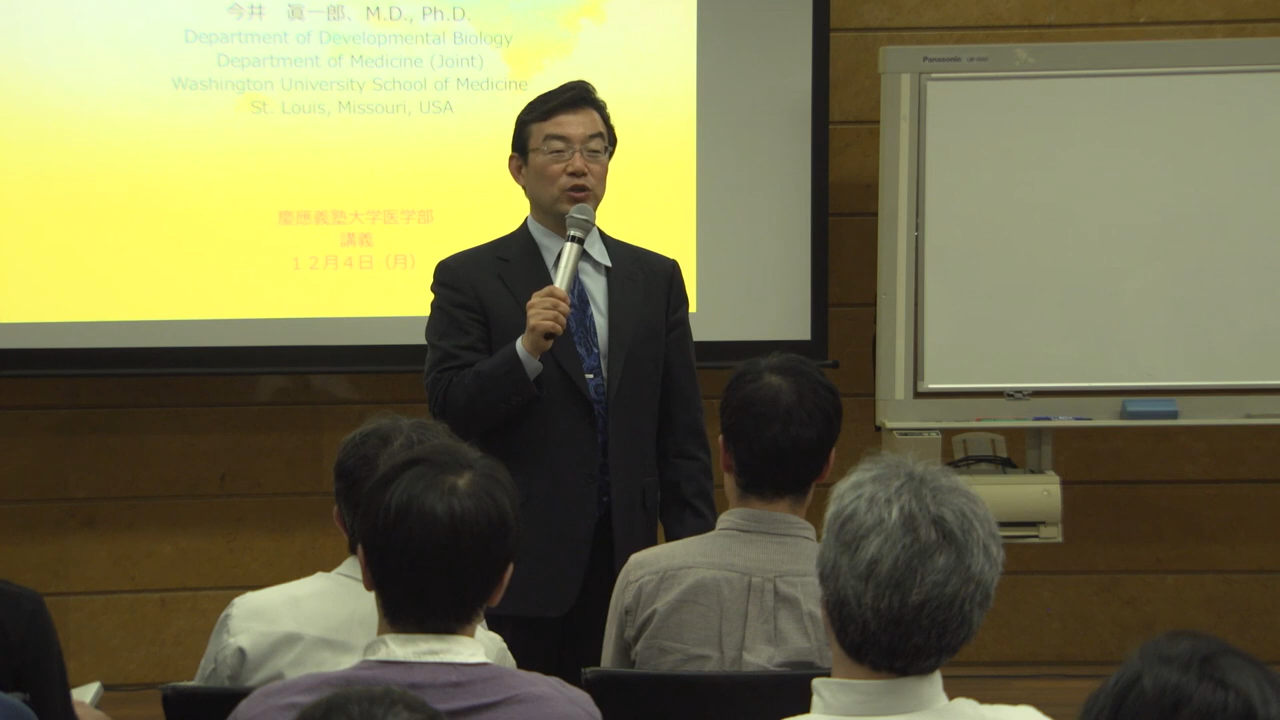 今井 眞一郎、M.D., Ph.D.
Department of Developmental Biology
Department of Medicine (Joint)
Washington University School of Medicine
St. Louis, Missouri, USA
慶應義塾大学医学部
講義
12月4日（月）
Panasonic